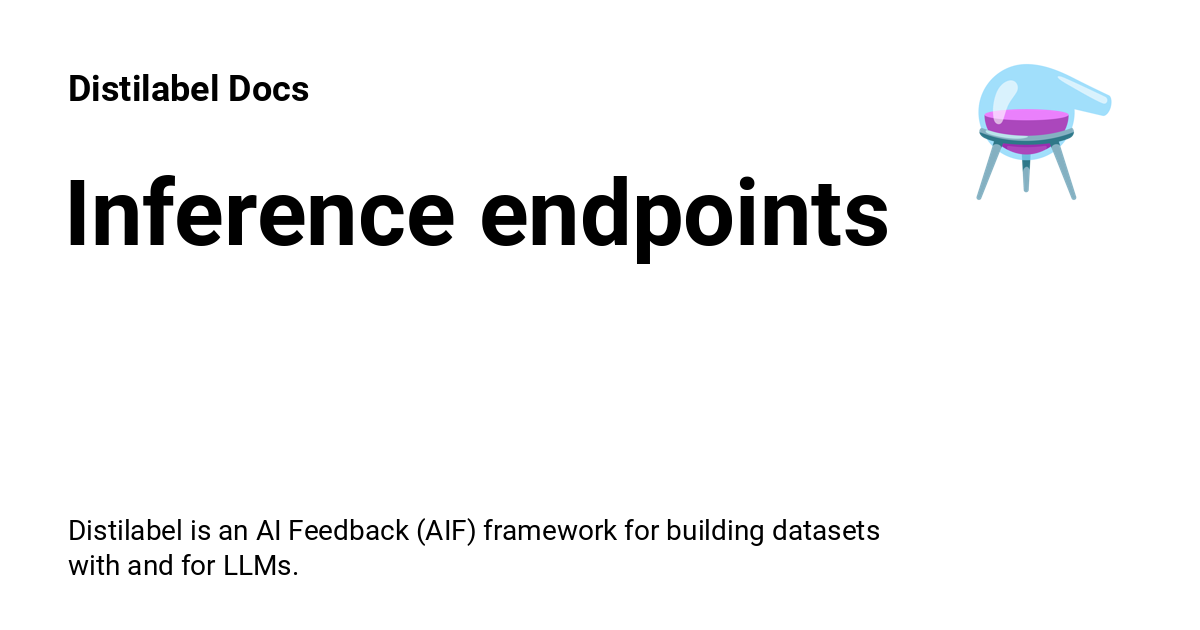 Distilabel Docs
Inference endpoints
Distilabel is an AI Feedback (AIF) framework for building datasets
with and for LLMs.